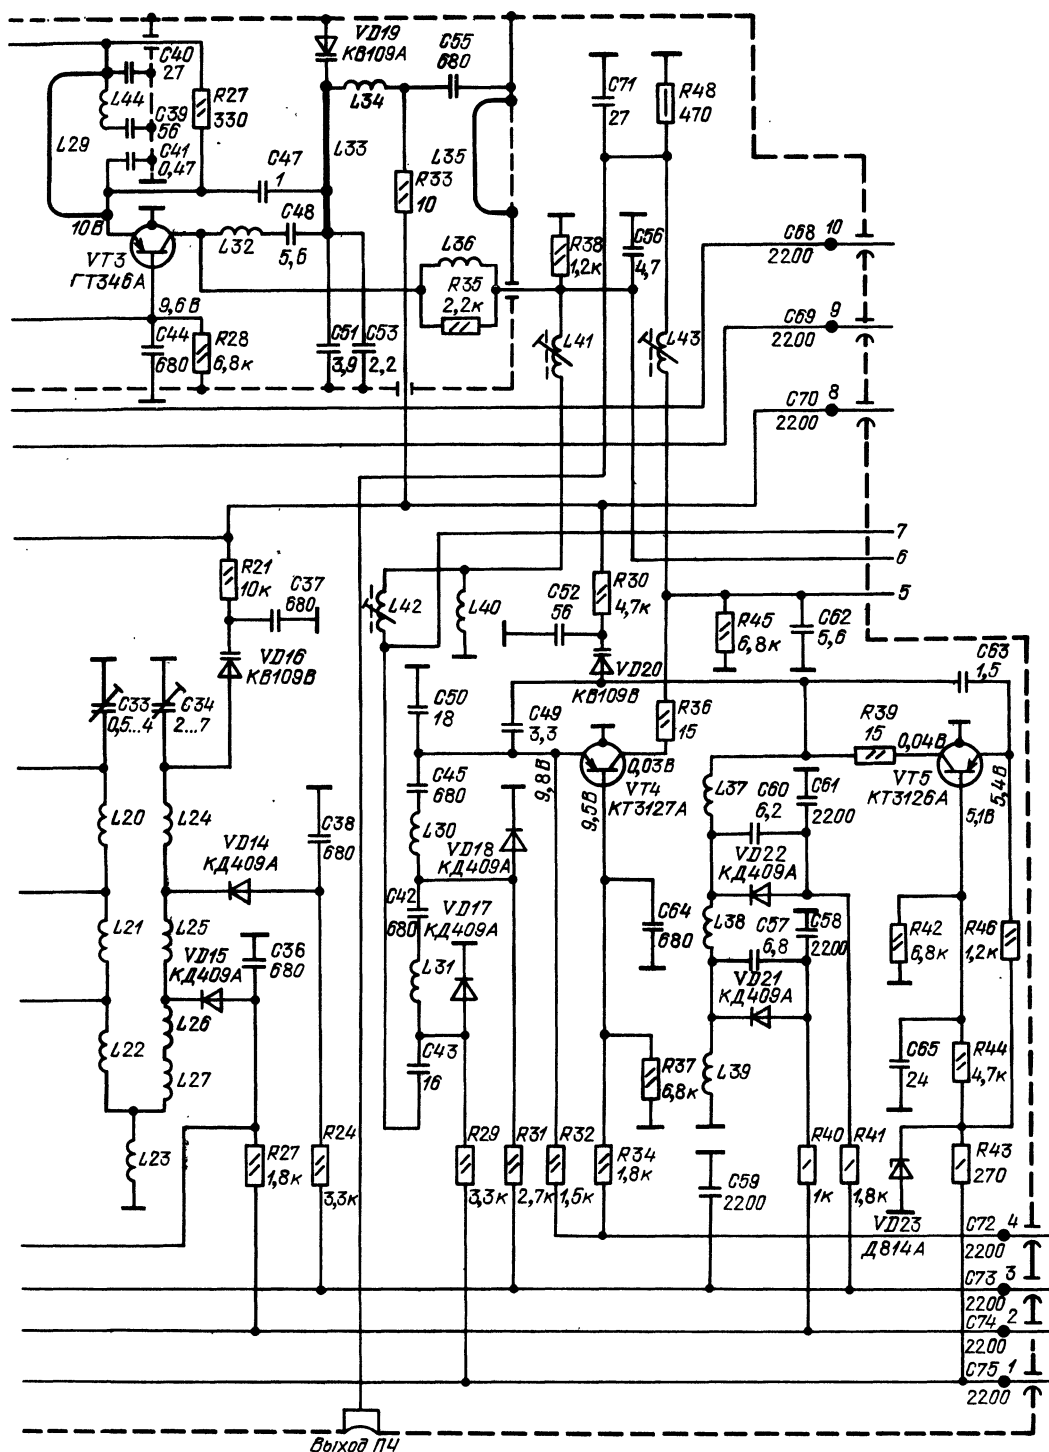 VD19
КВ109А
C55
680
C40
27
L44
R27
330
C39
56
C41
0,47
L29
L34
C71
27
R48
470
L33
L35
C47
1
R33
10
10В
C48
5,6
L32
VT3
ГТ346А
L36
R35
2,2к
R38
1,2к
C56
4,7
C68
2200
10
9,6В
C44
680
R28
6,8к
C51
3,9
C53
2,2
L41
L43
C69
2200
9
C70
2200
8
7
6
5
R21
10к
C37
680
L42
L40
C52
56
R30
4,7к
R45
6,8к
C62
5,6
VD16
КВ109В
VD20
КВ109В
C63
1,5
C33
0,5...4
C34
2...7
C50
18
C49
3,3
R36
15
R39
15
0,04В
VT5
КТ3126А
5,4В
5,1В
9,8В
0,03В
VT4
КТ3127А
9,5В
C45
680
L37
C60
6,2
C61
2200
L20
L24
C38
680
L30
VD14
КД409А
VD18
КД409А
VD22
КД409А
C42
680
VD17
КД409А
L21
L25
C36
680
VD15
КД409А
L31
C64
680
L38
C57
6,8
C58
2200
R42
6,8к
R46
1,2к
VD21
КД409А
L26
L22
L27
C43
16
R37
6,8к
L39
C65
24
R44
4,7к
L23
R27
1,8к
R24
3,3к
R29
3,3к
R31
2,7к
R32
1,5к
R34
1,8к
C59
2200
R40
1к
R41
1,8к
R43
270
VD23
Д814А
C72
2200
4
C73
2200
3
C74
2200
2
C75
2200
1
Выход ПЧ